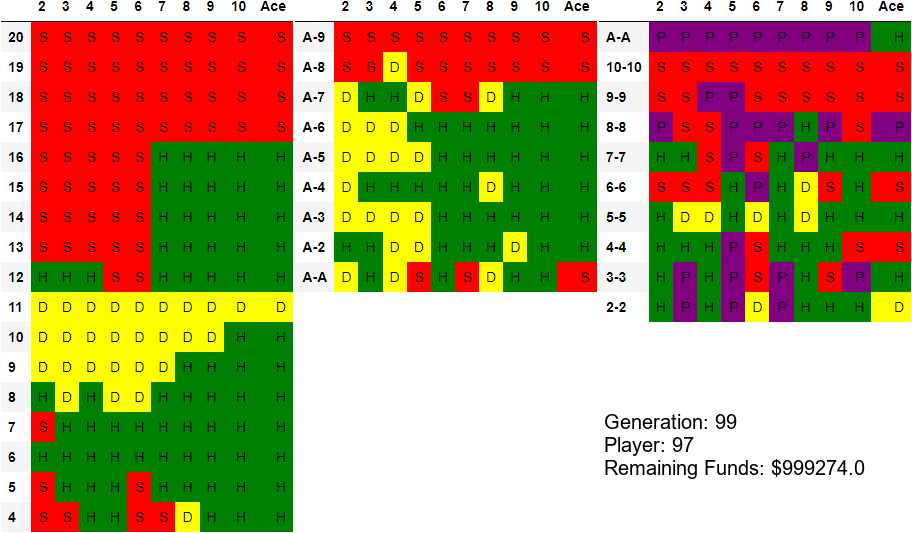 2 3 4 5 6 7 8 9 10 Ace
20 S S S S S S S S S S
19 S S S S S S S S S S
18 S S S S S S S S S S
17 S S S S S S S S S S
16 S S S S S H H H H H
15 S S S S S H H H H H
14 S S S S S H H H H H
13 S S S S S H H H H H
12 H H H S S H H H H H
11 D D D D D D D D D D
10 D D D D D D D D H H
9 D D D D D D H H H H
8 H D H D D H H H H H
7 S H H H H H H H H H
6 H H H H H H H H H H
5 S H H H S H H H H H
4 S S H H S S D H H H
2 3 4 5 6 7 8 9 10 Ace
A-9 S S S S S S S S S S
A-8 S S D S S S S S S S
A-7 D H H D S S D H H H
A-6 D D D H H H H H H H
A-5 D D D D H H H H H H
A-4 D H H H H H D H H H
A-3 D D D D H H H H H H
A-2 H H D D H H H D H H
A-A D H D S H S D H H S
2 3 4 5 6 7 8 9 10 Ace
A-A P P P P P P P P P H
10-10 S S S S S S S S S S
9-9 S S P P S S S S S S
8-8 P S S P P P H P S P
7-7 H H S P S H P H H H
6-6 S S S H P H D S H S
5-5 H D D H D H D H H H
4-4 H H H P S H H H S S
3-3 H P H P S P H S P H
2-2 H P H P D P H H H D
Generation: 99
Player: 97
Remaining Funds: $999274.0